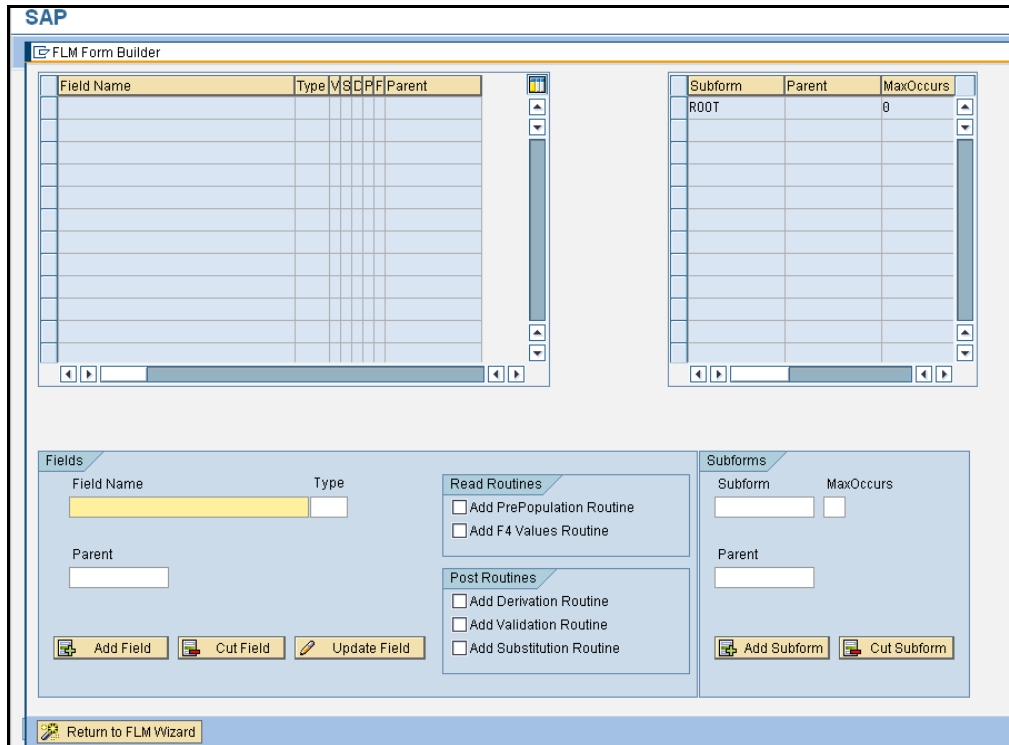 SAP
FLM Form Builder
Field Name Type V S D P F Parent
Subform Parent MaxOccurs
ROOT 0
Fields
Field Name Type
Parent
Add Field Cut Field Update Field
Read Routines
Add PrePopulation Routine
Add F4 Values Routine
Post Routines
Add Derivation Routine
Add Validation Routine
Add Substitution Routine
Subforms
Subform MaxOccurs
Parent
Add Subform Cut Subform
Return to FLM Wizard